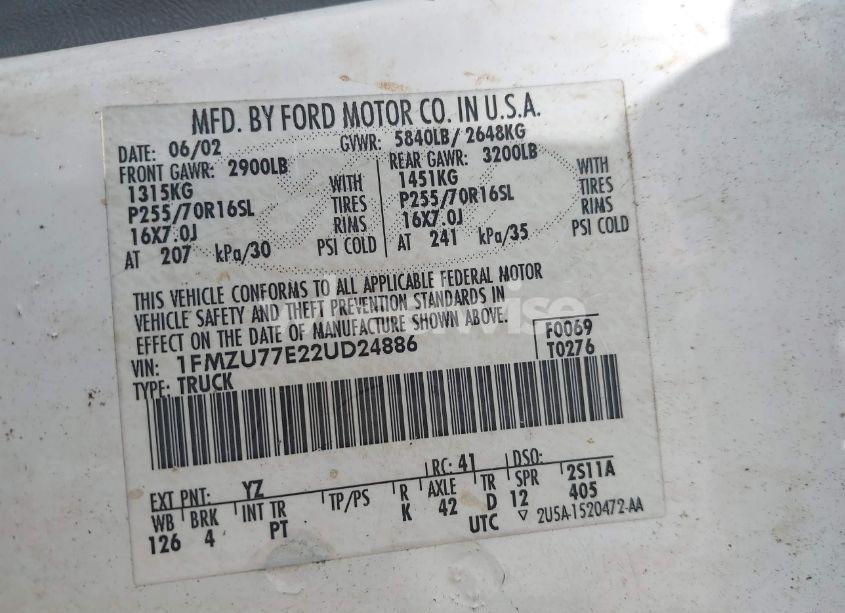 MFD. BY FORD MOTOR CO. IN U.S.A.
DATE: 06/02 GVWR: 5840LB/ 2648KG
FRONT GAWR: 2900LB REAR GAWR: 3200LB
1315KG WITH 1451KG WITH
P255/70R16SL TIRES P255/70R16SL TIRES
16X7.0J RIMS 16X7.0J RIMS
AT 207 kPa/30 PSI COLD AT 241 kPa/35 PSI COLD
THIS VEHICLE CONFORMS TO ALL APPLICABLE FEDERAL MOTOR
VEHICLE SAFETY AND THEFT PREVENTION STANDARDS IN
EFFECT ON THE DATE OF MANUFACTURE SHOWN ABOVE.
VIN: 1FMZU77E22UD24886 F0069
TYPE: TRUCK T0276
EXT PNT: YZ RC: 41 DSO:
WB BRK INT TR TP/PS R AXLE TR SPR 2S11A
126 4 PT K 42 D 12 405
UTC ▽ 2U5A-1520472-AA